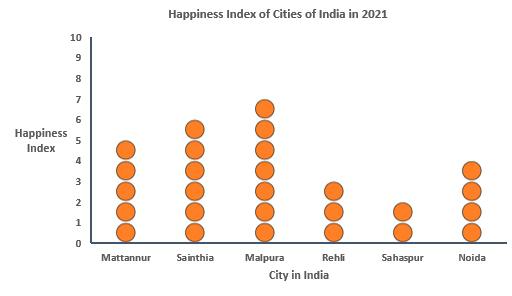 Happiness Index of Cities of India in 2021
10
9
8
7
6
5
4
3
2
1
0
Happiness
Index
Mattannur Sainthia Malpura Rehli Sahaspur Noida
City in India